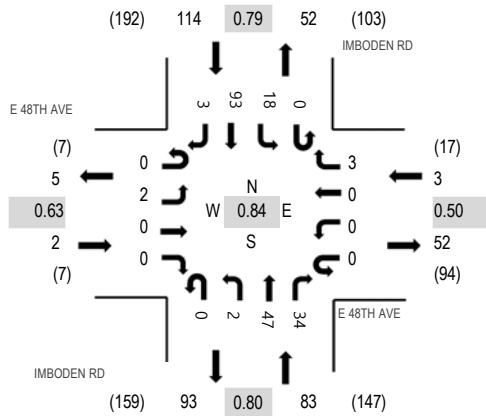 (192) 114 0.79 52 (103)
IMBODEN RD
E 48TH AVE
3 93 18 0
(7) 0 3 (17)
5 2 N 0 3
0.63 0 W 0.84 E 0 0.50
2 0 S 0 52
(7) (94)
0 2 47 34
E 48TH AVE
IMBODEN RD
(159) 93 0.80 83 (147)